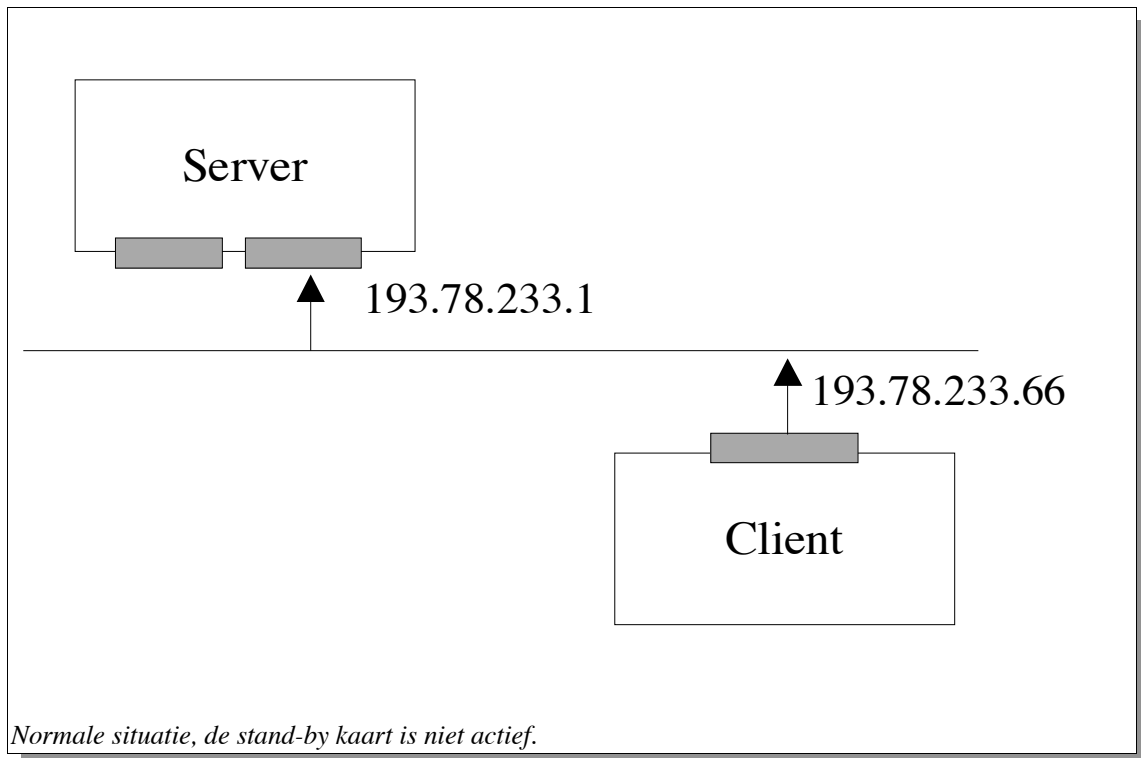 Server
193.78.233.1
193.78.233.66
Client
Normale situatie, de stand-by kaart is niet actief.